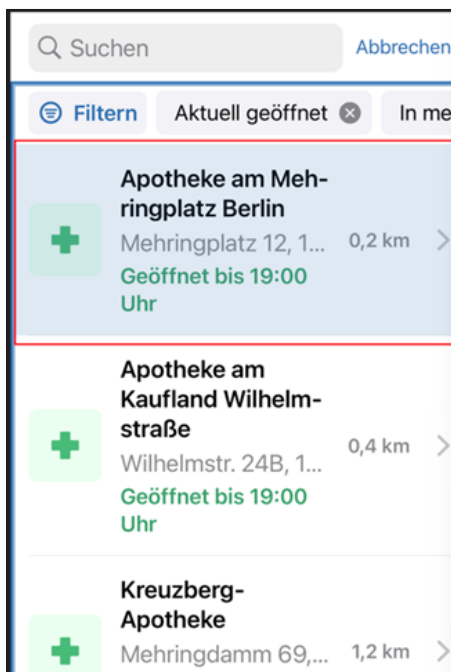 Suchen
Abbrechen
Filtern
Aktuell geöffnet
In me
Apotheke am Meh-
ringplatz Berlin
Mehringplatz 12, 1...
0,2 km
Geöffnet bis 19:00
Uhr
Apotheke am
Kaufland Wilhelm-
straße
Wilhelmstr. 24B, 1...
0,4 km
Geöffnet bis 19:00
Uhr
Kreuzberg-
Apotheke
Mehringdamm 69,...
1,2 km